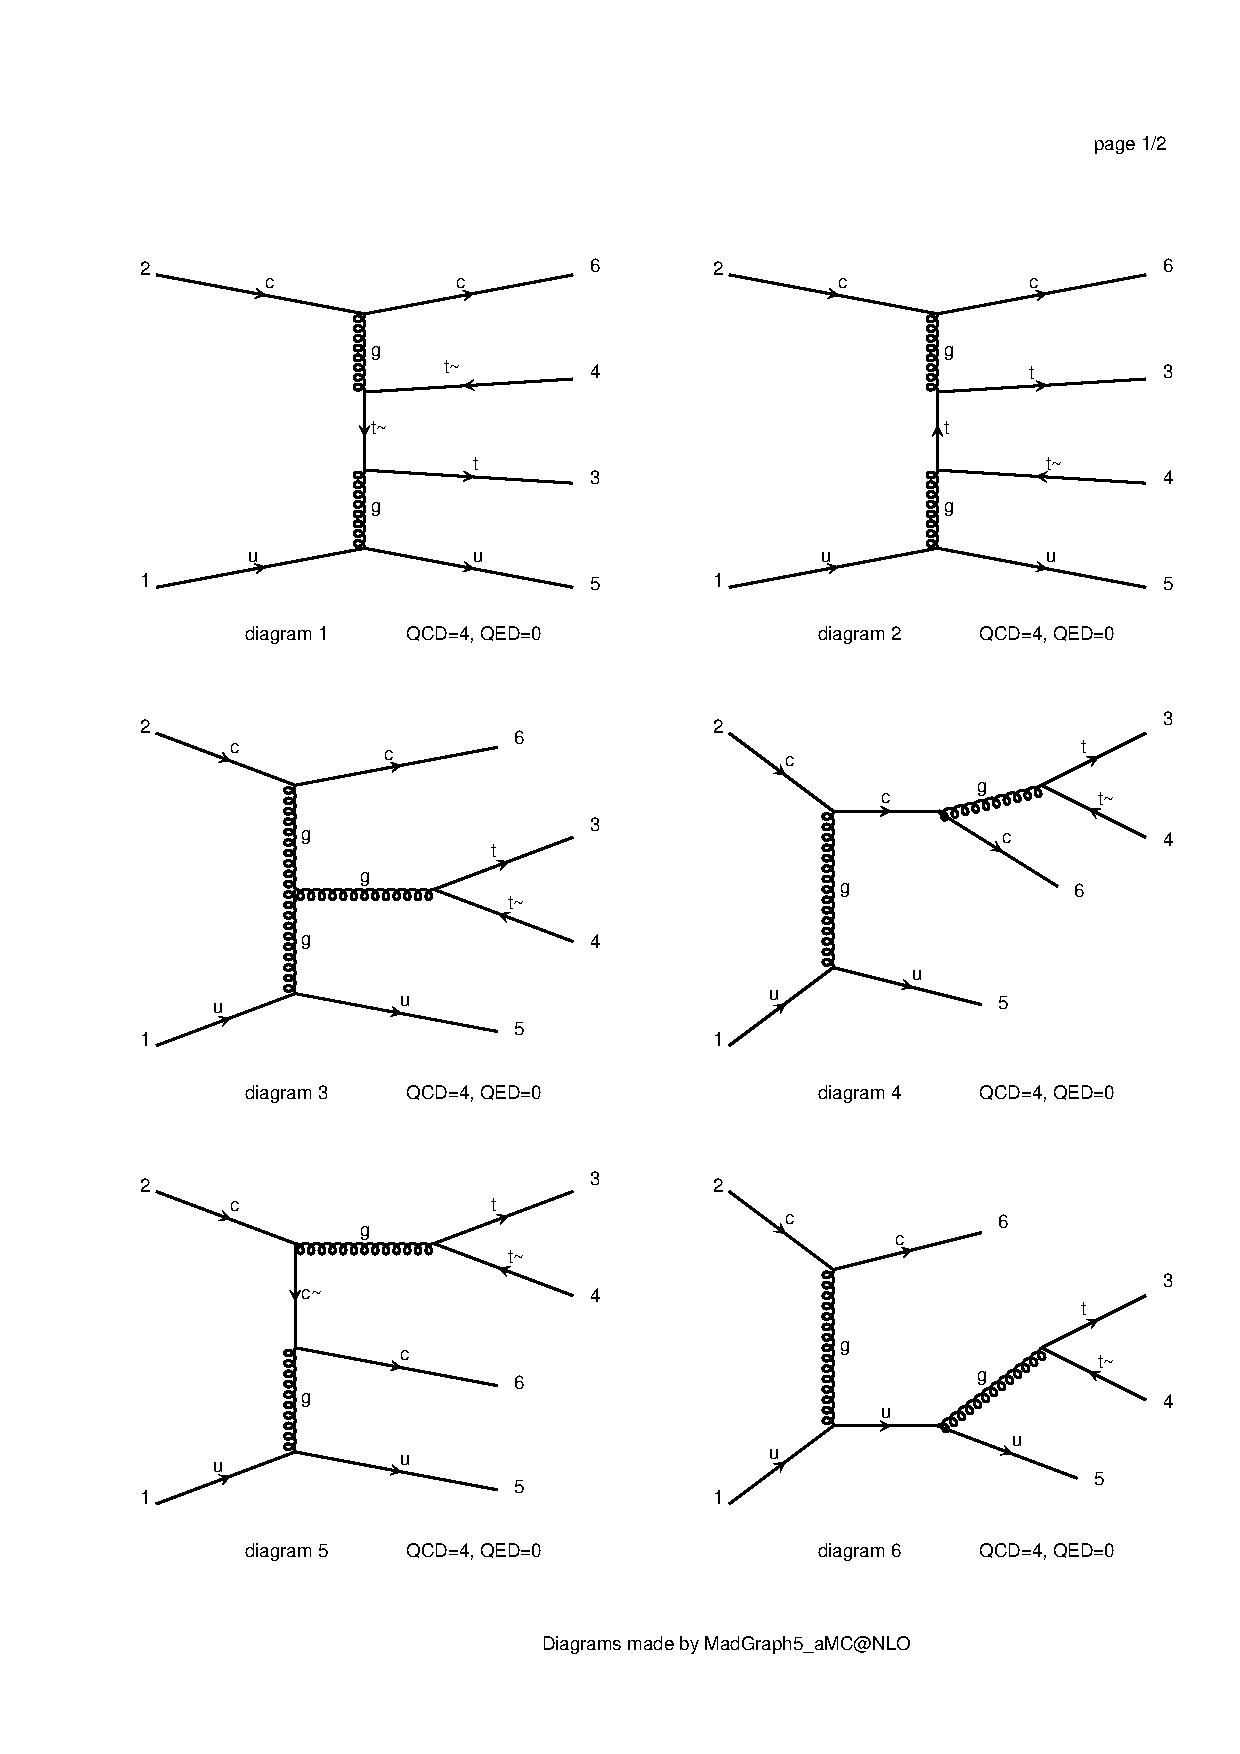 page 1/2
2 c c 6
g
t~ 4
t~
t 3
g
1 u u 5
diagram 1 QCD=4, QED=0
2 c c 6
g
t 3
t
t~ 4
g
1 u u 5
diagram 2 QCD=4, QED=0
2 c c 6
g
g t 3
t~ 4
g
1 u u 5
diagram 3 QCD=4, QED=0
2 c c g t 3
t~ 4
c 6
g
1 u u 5
diagram 4 QCD=4, QED=0
2 c g t 3
t~ 4
c~
c 6
g
1 u u 5
diagram 5 QCD=4, QED=0
2 c c 6
g
t 3
t~ 4
g
u
1 u u 5
diagram 6 QCD=4, QED=0
Diagrams made by MadGraph5_aMC@NLO